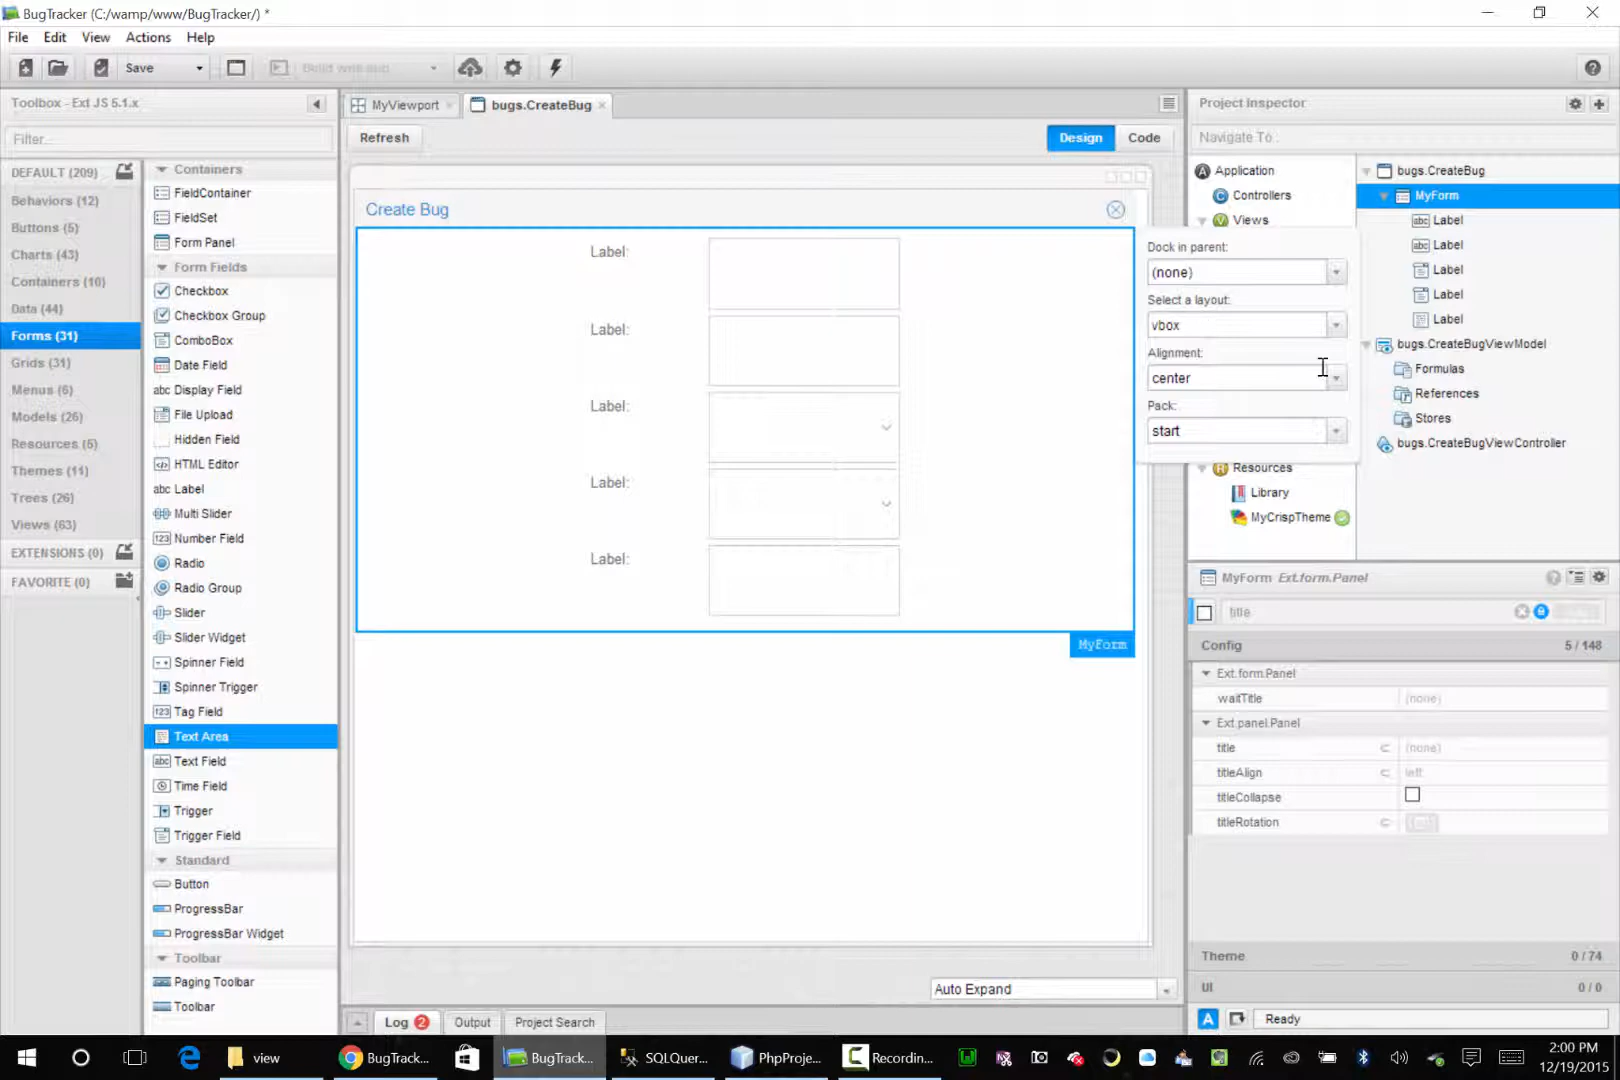 BugTracker (C:/wamp/www/BugTracker/) *
File Edit View Actions Help
Save
Build web app
Toolbox - Ext JS 5.1.x
Filter...
DEFAULT (209)
Behaviors (12)
Buttons (5)
Charts (43)
Containers (10)
Data (44)
Forms (31)
Grids (31)
Menus (6)
Models (26)
Resources (5)
Themes (11)
Trees (26)
Views (63)
EXTENSIONS (0)
FAVORITE (0)
Containers
FieldContainer
FieldSet
Form Panel
Form Fields
Checkbox
Checkbox Group
ComboBox
Date Field
abc Display Field
File Upload
Hidden Field
HTML Editor
abc Label
Multi Slider
123 Number Field
Radio
Radio Group
Slider
Slider Widget
Spinner Field
Spinner Trigger
123 Tag Field
Text Area
abc Text Field
Time Field
Trigger
Trigger Field
Standard
Button
ProgressBar
ProgressBar Widget
Toolbar
Paging Toolbar
Toolbar
MyViewport
bugs.CreateBug
Refresh
Design Code
Create Bug
Label:
Label:
Label:
Label:
Label:
MyForm
Auto Expand
Log 2 Output Project Search
Dock in parent:
(none)
Select a layout:
vbox
Alignment:
center
Pack:
start
Project Inspector
Navigate To...
Application
Controllers
Views
Resources
Library
MyCrispTheme
bugs.CreateBug
MyForm
abc Label
abc Label
Label
Label
Label
bugs.CreateBugViewModel
Formulas
References
Stores
bugs.CreateBugViewController
MyForm Ext.form.Panel
title
Config 5 / 148
Ext.form.Panel
waitTitle (none)
Ext.panel.Panel
title (none)
titleAlign left
titleCollapse
titleRotation
Theme 0 / 74
UI 0 / 0
A Ready
view
BugTrack...
BugTrack...
SQLQuer...
PhpProje...
Recordin...
2:00 PM
12/19/2015